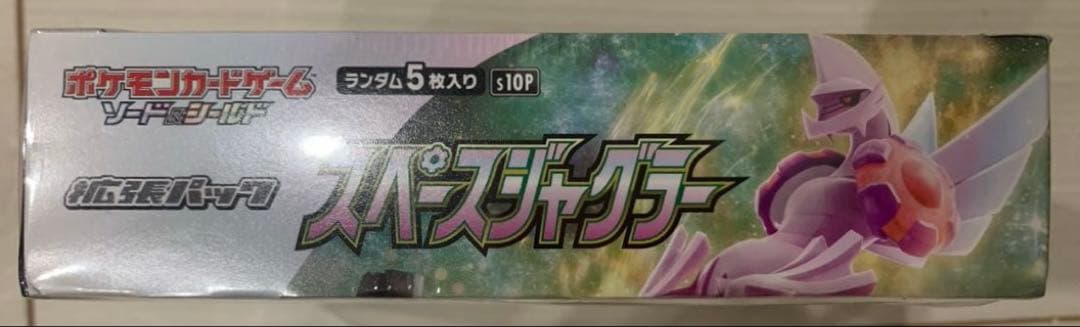 ポケモンカードゲーム
ソード&シールド
ランダム5枚入り
s10P
拡張パック
スペースジャグラー